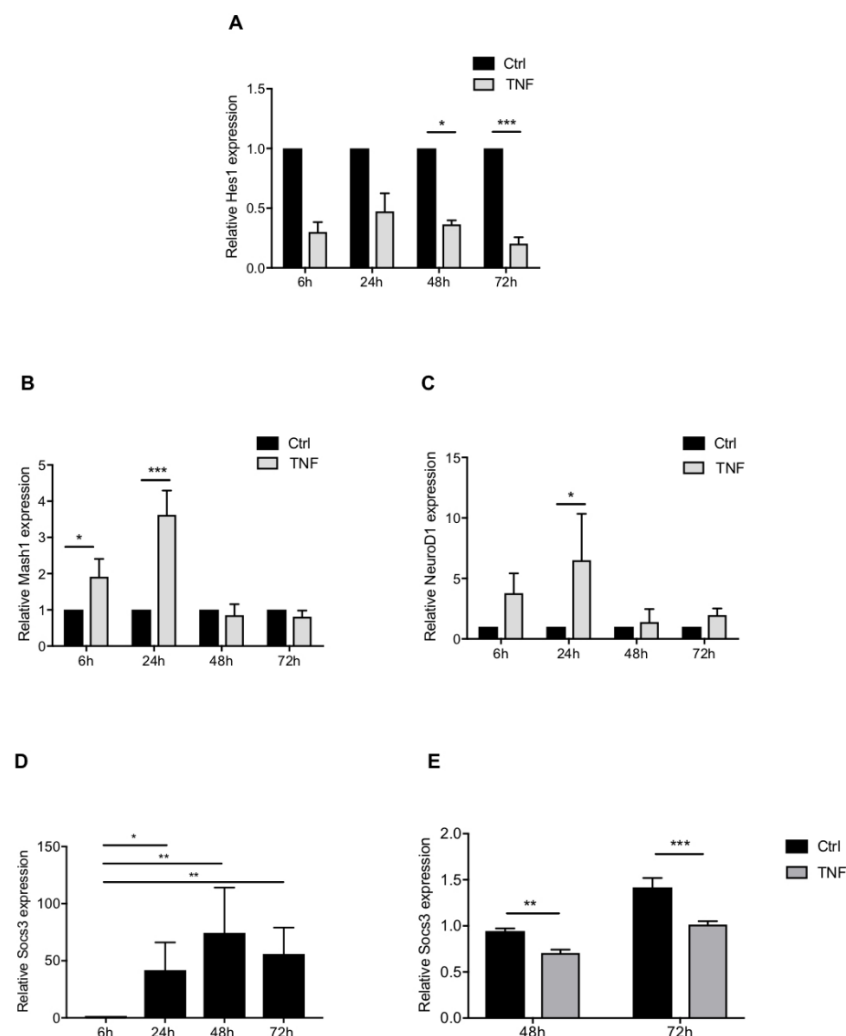 A
Ctrl
TNF
Relative Hes1 expression
1.5
1.0
0.5
0.0
*
***
6h 24h 48h 72h
B
Ctrl
TNF
Relative Mash1 expression
5
4
3
2
1
0
*
***
6h 24h 48h 72h
C
Ctrl
TNF
Relative NeuroD1 expression
15
10
5
0
*
6h 24h 48h 72h
D
Relative Socs3 expression
150
100
50
0
*
**
**
6h 24h 48h 72h
E
Ctrl
TNF
Relative Socs3 expression
2.0
1.5
1.0
0.5
0.0
**
***
48h 72h